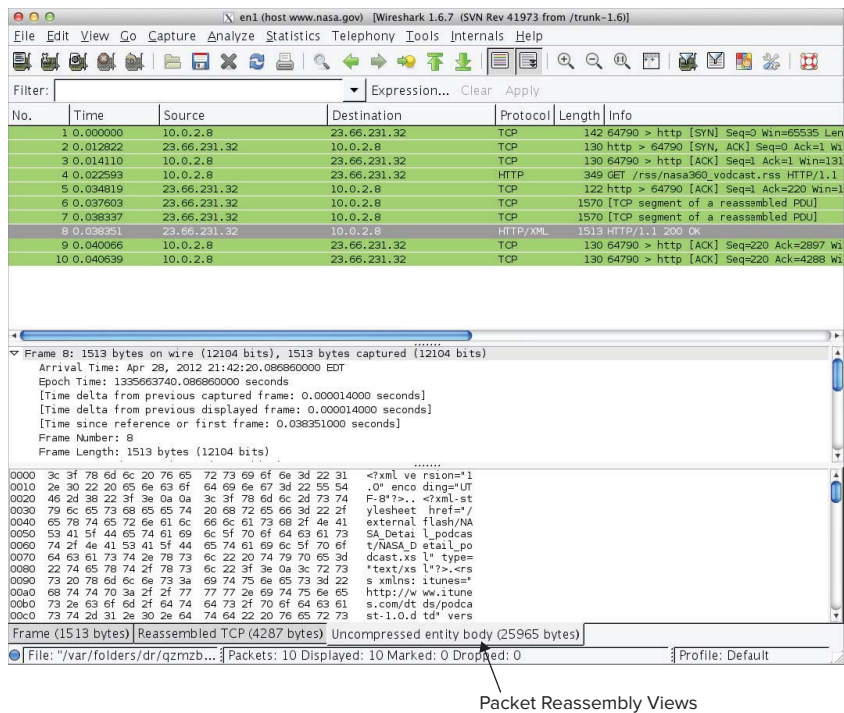 en1 (host www.nasa.gov) [Wireshark 1.6.7 (SVN Rev 41973 from /trunk-1.6)]
File Edit View Go Capture Analyze Statistics Telephony Tools Internals Help
Filter: Expression... Clear Apply
No. Time Source Destination Protocol Length Info
1 0.000000 10.0.2.8 23.66.231.32 TCP 142 64790 > http [SYN] Seq=0 Win=65535 Len
2 0.012822 23.66.231.32 10.0.2.8 TCP 130 http > 64790 [SYN, ACK] Seq=0 Ack=1 Wi
3 0.014110 10.0.2.8 23.66.231.32 TCP 130 64790 > http [ACK] Seq=1 Ack=1 Win=131
4 0.022593 10.0.2.8 23.66.231.32 HTTP 349 GET /rss/nasa360_vodcast.rss HTTP/1.1
5 0.034819 23.66.231.32 10.0.2.8 TCP 122 http > 64790 [ACK] Seq=1 Ack=220 Win=1
6 0.037603 23.66.231.32 10.0.2.8 TCP 1570 [TCP segment of a reassembled PDU]
7 0.038337 23.66.231.32 10.0.2.8 TCP 1570 [TCP segment of a reassembled PDU]
8 0.038351 23.66.231.32 10.0.2.8 HTTP/XML 1513 HTTP/1.1 200 OK
9 0.040066 10.0.2.8 23.66.231.32 TCP 130 64790 > http [ACK] Seq=220 Ack=2897 Wi
10 0.040639 10.0.2.8 23.66.231.32 TCP 130 64790 > http [ACK] Seq=220 Ack=4288 Wi
Frame 8: 1513 bytes on wire (12104 bits), 1513 bytes captured (12104 bits)
Arrival Time: Apr 28, 2012 21:42:20.086860000 EDT
Epoch Time: 1335663740.086860000 seconds
[Time delta from previous captured frame: 0.000014000 seconds]
[Time delta from previous displayed frame: 0.000014000 seconds]
[Time since reference or first frame: 0.038351000 seconds]
Frame Number: 8
Frame Length: 1513 bytes (12104 bits)
0000 3c 3f 78 6d 6c 20 76 65 72 73 69 6f 6e 3d 22 31 <?xml ve rsion="1
0010 2e 30 22 20 65 6e 63 6f 64 69 6e 67 3d 22 55 54 .0" enco ding="UT
0020 46 2d 38 22 3f 3e 0a 0a 3c 3f 78 6d 6c 2d 73 74 F-8"?>.. <?xml-st
0030 79 6c 65 73 68 65 65 74 20 68 72 65 66 3d 22 2f ylesheet href="/
0040 65 78 74 65 72 6e 61 6c 66 6c 61 73 68 2f 4e 41 external flash/NA
0050 53 41 5f 44 65 74 61 69 6c 5f 70 6f 64 63 61 73 SA_Detai l_podcas
0060 74 2f 4e 41 53 41 5f 44 65 74 61 69 6c 5f 70 6f t/NASA_D etail_po
0070 64 63 61 73 74 2e 78 73 6c 22 20 74 79 70 65 3d dcast.xs l" type=
0080 22 74 65 78 74 2f 78 73 6c 22 3f 3e 0a 3c 72 73 "text/xs l"?>.<rs
0090 73 20 78 6d 6c 6e 73 3a 69 74 75 6e 65 73 3d 22 s xmlns: itunes="
00a0 68 74 74 70 3a 2f 2f 77 77 77 2e 69 74 75 6e 65 http://w ww.itune
00b0 73 2e 63 6f 6d 2f 64 74 64 73 2f 70 6f 64 63 61 s.com/dt ds/podca
00c0 73 74 2d 31 2e 30 2e 64 74 64 22 20 76 65 72 73 st-1.0.d td" vers
Frame (1513 bytes) Reassembled TCP (4287 bytes) Uncompressed entity body (25965 bytes)
File: "/var/folders/dr/qzmzb... Packets: 10 Displayed: 10 Marked: 0 Dropped: 0 Profile: Default
Packet Reassembly Views